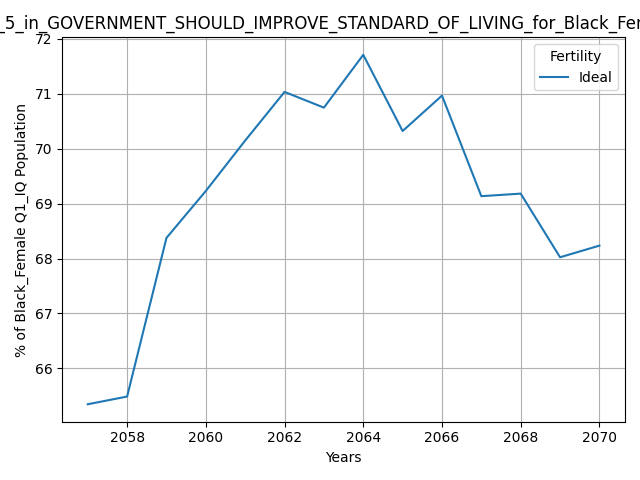 _5_in_GOVERNMENT_SHOULD_IMPROVE_STANDARD_OF_LIVING_for_Black_Fe
72
71
70
69
68
67
66
% of Black_Female Q1_IQ Population
Fertility
Ideal
2058 2060 2062 2064 2066 2068 2070
Years